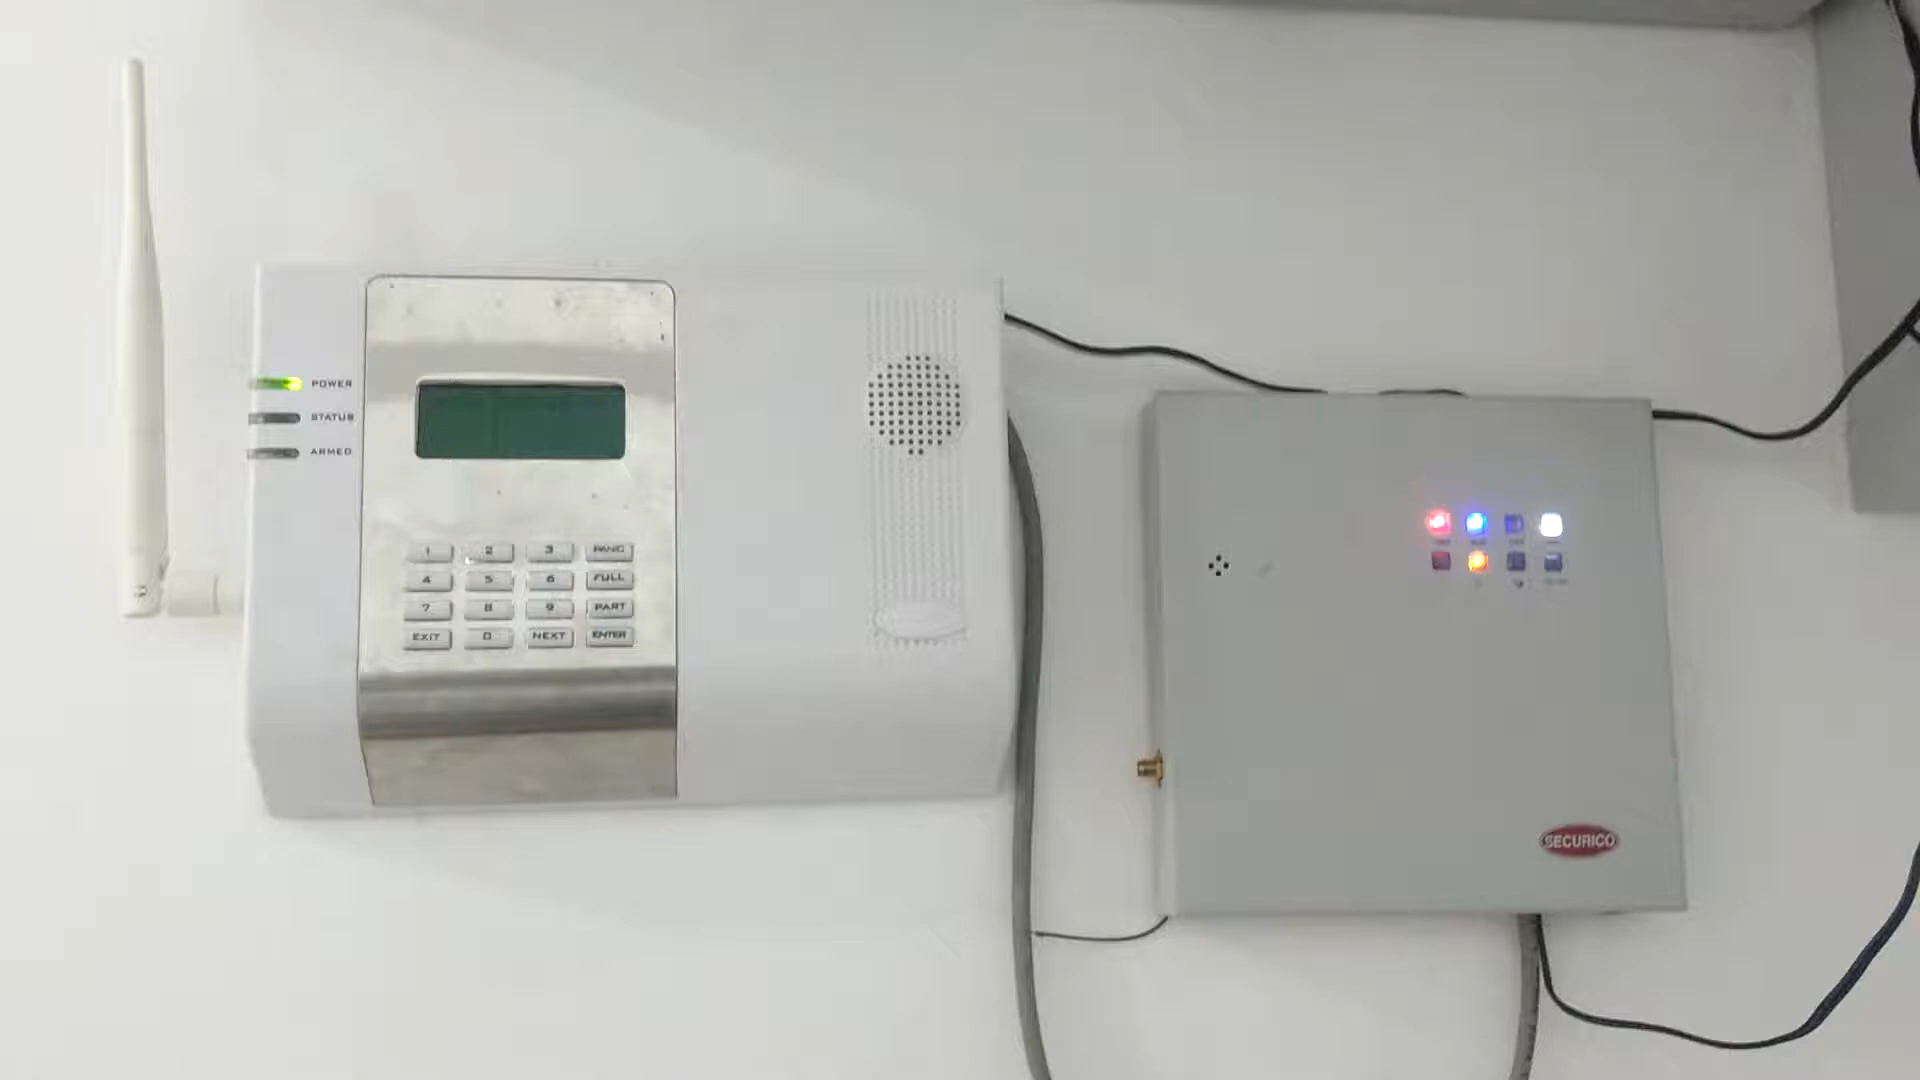 POWER
STATUS
ARMED
1 2 3 PANIC
4 5 6 FULL
7 8 9 PART
EXIT 0 NEXT ENTER
SECURICO